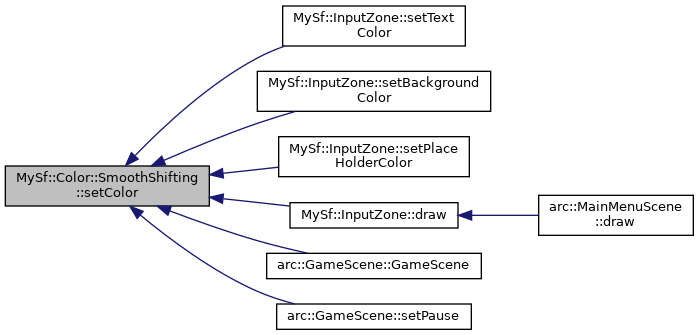 MySf::InputZone::setText
Color
MySf::InputZone::setBackground
Color
MySf::InputZone::setPlace
HolderColor
MySf::Color::SmoothShifting
::setColor
MySf::InputZone::draw
arc::MainMenuScene
::draw
arc::GameScene::GameScene
arc::GameScene::setPause